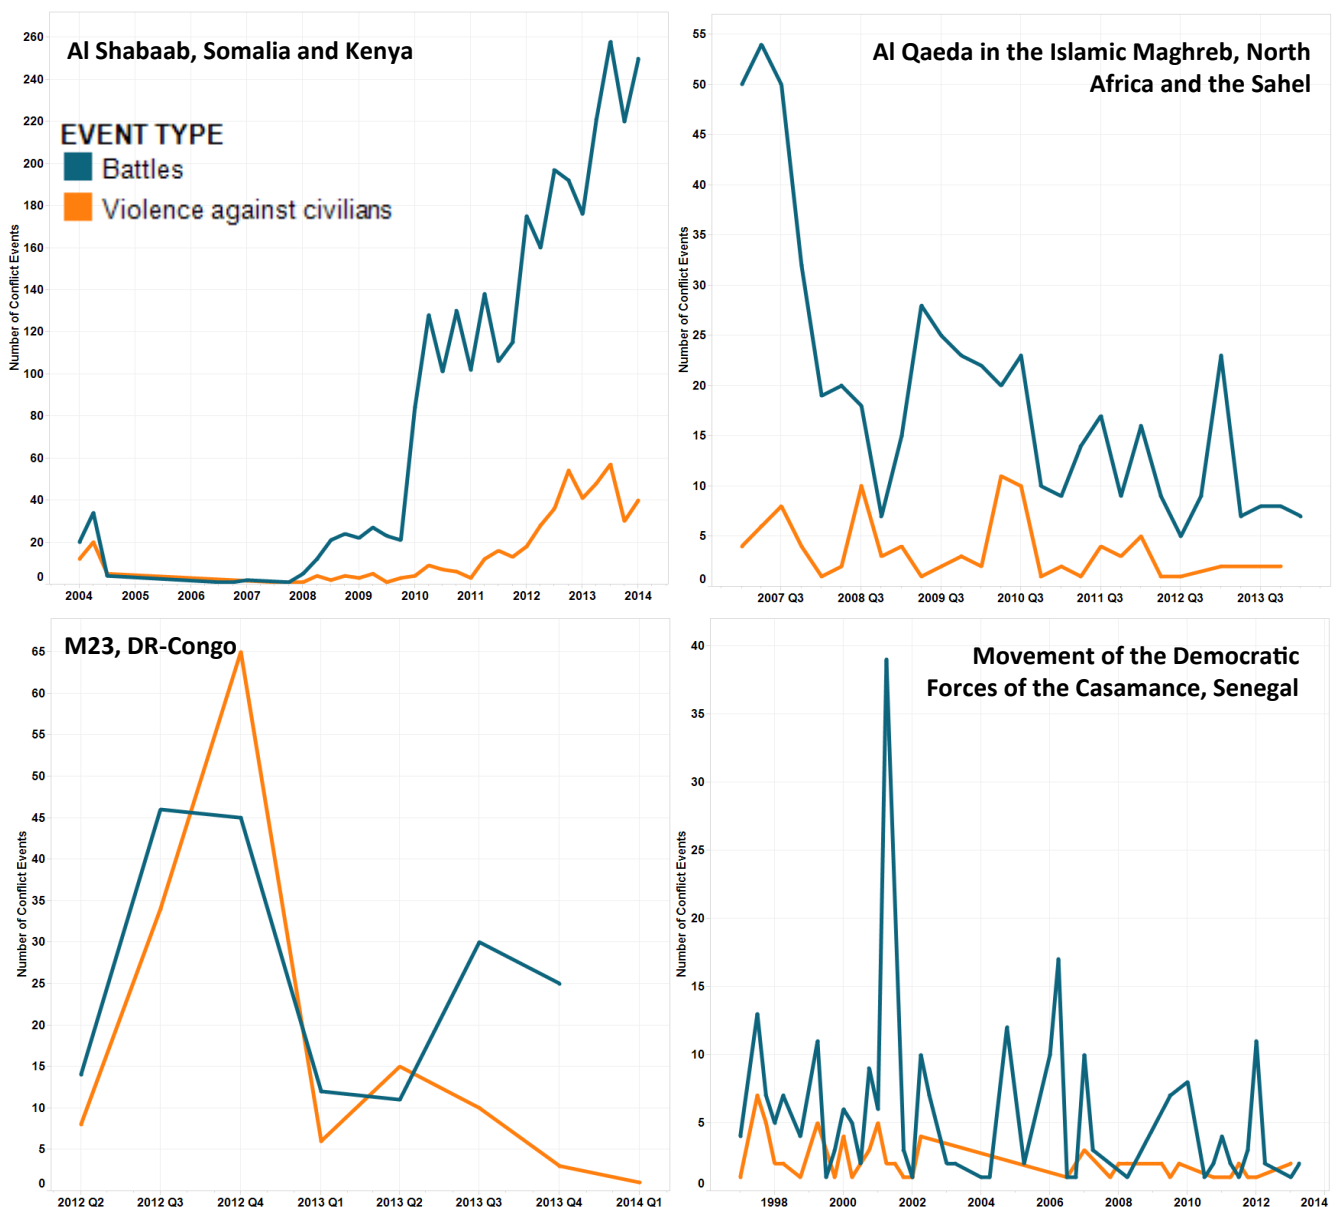 Al Shabaab, Somalia and Kenya
EVENT TYPE
Battles
Violence against civilians
Number of Conflict Events
260
240
220
200
180
160
140
120
100
80
60
40
20
0
2004 2005 2006 2007 2008 2009 2010 2011 2012 2013 2014
Al Qaeda in the Islamic Maghreb, North
Africa and the Sahel
Number of Conflict Events
55
50
45
40
35
30
25
20
15
10
5
0
2007 Q3 2008 Q3 2009 Q3 2010 Q3 2011 Q3 2012 Q3 2013 Q3
M23, DR-Congo
Number of Conflict Events
65
60
55
50
45
40
35
30
25
20
15
10
5
0
2012 Q2 2012 Q3 2012 Q4 2013 Q1 2013 Q2 2013 Q3 2013 Q4 2014 Q1
Movement of the Democratic
Forces of the Casamance, Senegal
Number of Conflict Events
40
35
30
25
20
15
10
5
0
1998 2000 2002 2004 2006 2008 2010 2012 2014